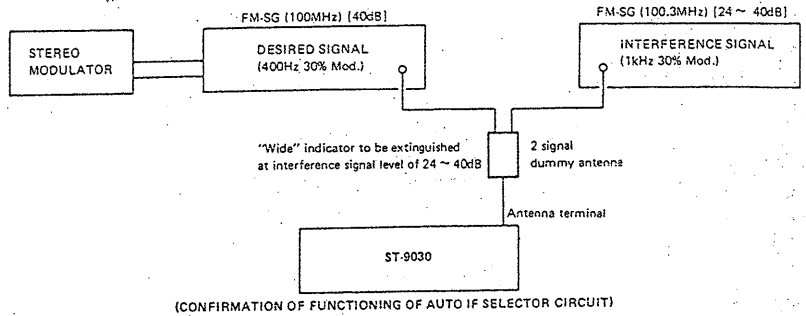 FM-SG (100MHz) [40dB]
FM-SG (100.3MHz) [24 ~ 40dB]
STEREO
MODULATOR
DESIRED SIGNAL
(400Hz 30% Mod.)
INTERFERENCE SIGNAL
(1kHz 30% Mod.)
"Wide" indicator to be extinguished
at interference signal level of 24 ~ 40dB
2 signal
dummy antenne
Antenna terminal
ST-9030
(CONFIRMATION OF FUNCTIONING OF AUTO IF SELECTOR CIRCUIT)